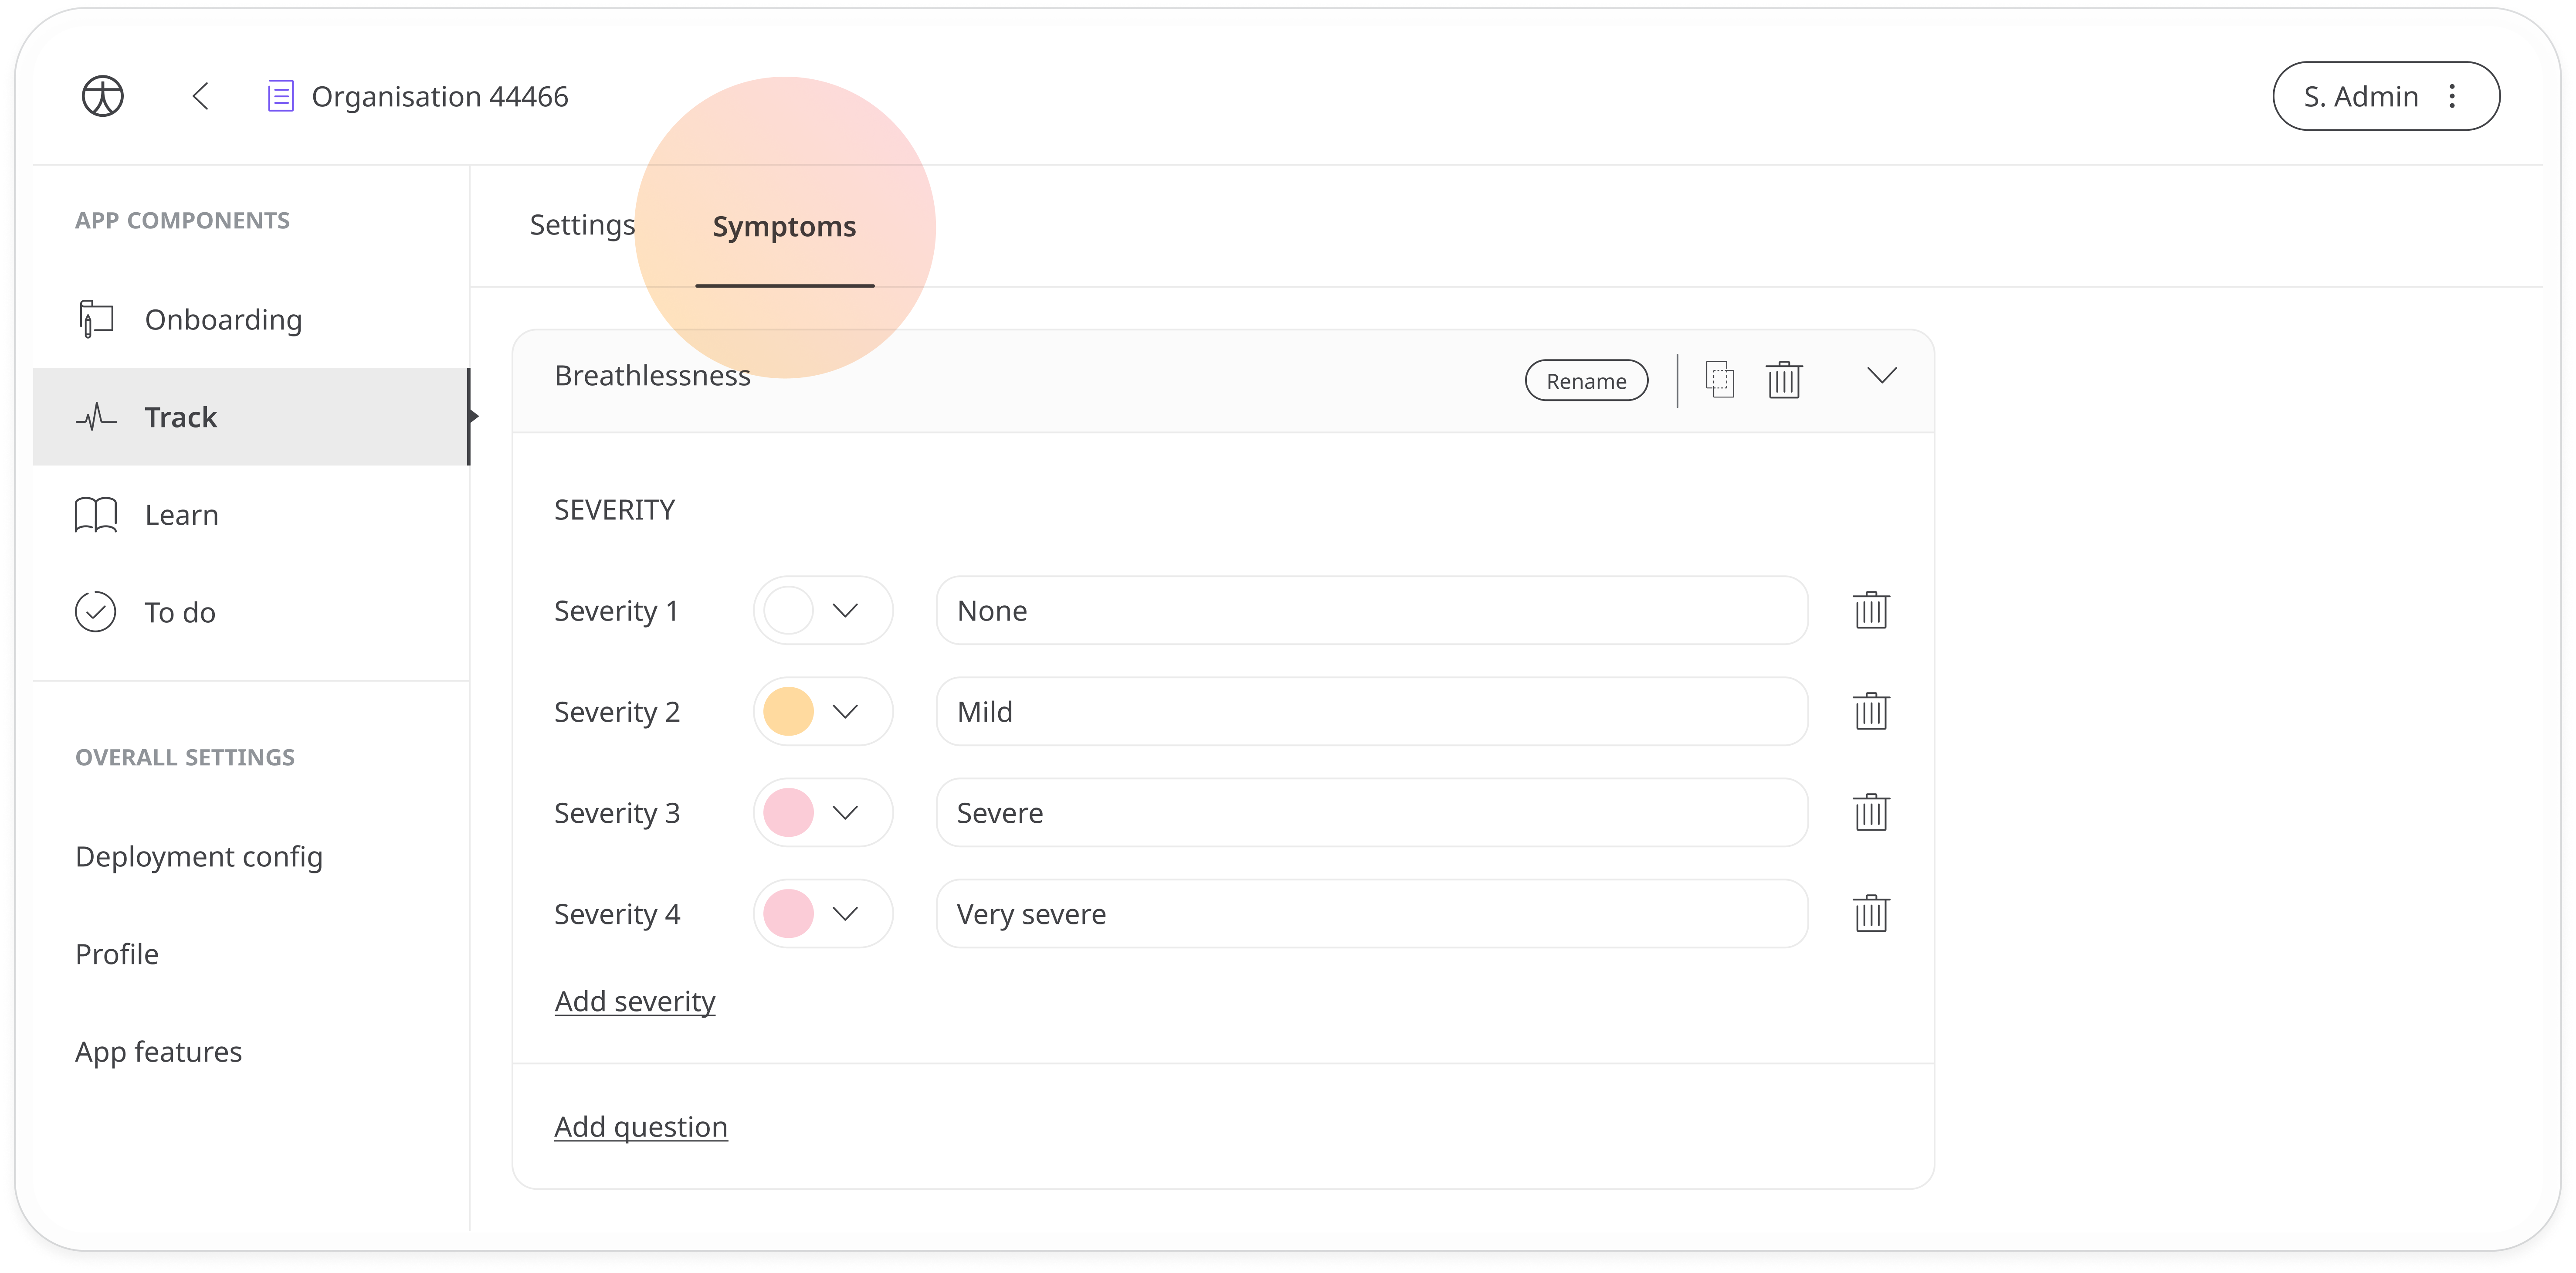 Organisation 44466
S. Admin
APP COMPONENTS
Onboarding
Track
Learn
To do
OVERALL SETTINGS
Deployment config
Profile
App features
Settings
Symptoms
Breathlessness
Rename
SEVERITY
Severity 1
None
Severity 2
Mild
Severity 3
Severe
Severity 4
Very severe
Add severity
Add question